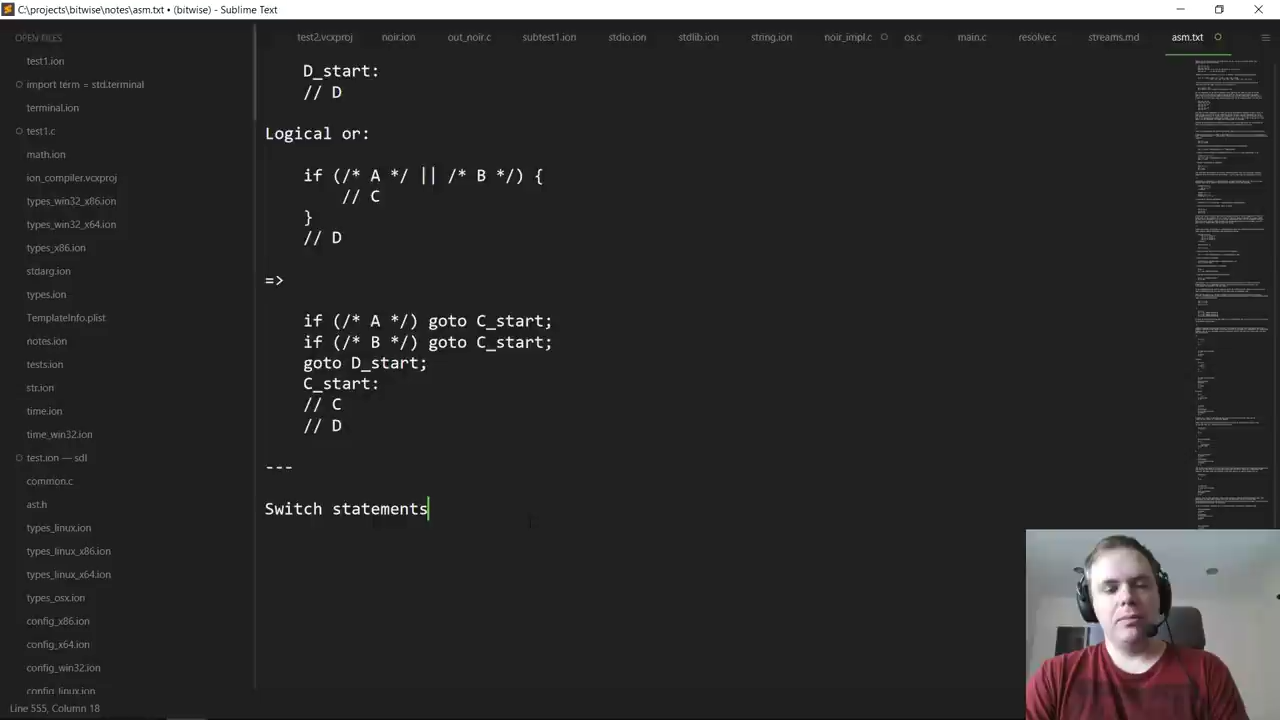 C:\projects\bitwise\notes\asm.txt • (bitwise) - Sublime Text
OPEN FILES
test2.vcxproj noir.ion out_noir.c subtest1.ion stdio.ion stdlib.ion string.ion noir_impl.c os.c main.c resolve.c streams.md asm.txt
test1.ion
import term = std.terminal
terminal.ion
test1.c
math.ion
ion_compiler.vcxproj
types_win32_x86.ion
types_win32_x64.ion
types_x86.ion
stdarg.ion
types.ion
TemplateInfo.plist
notes.ion
tests.ion
str.ion
time.ion
time_win32.ion
test.ion — sdl
common.c
ast.h
types_linux.ion
types_linux_x86.ion
types_linux_x64.ion
types_osx.ion
config_x86.ion
config_x64.ion
config_win32.ion
config_linux.ion
D_start:
// D
Logical or:
if (/* A */ || /* B */) {
// C
}
// D
=>
if (/* A */) goto C_start;
if (/* B */) goto C_start;
goto D_start;
C_start:
// C
// D
---
Switch statements
Line 555, Column 18